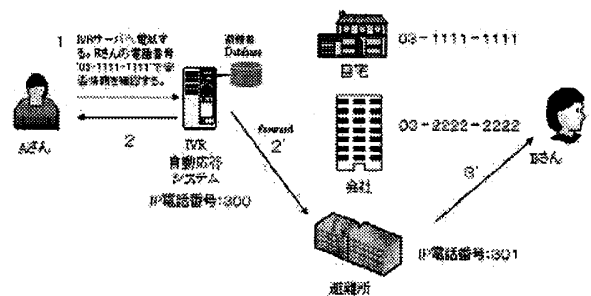 1
IVRサーバへ電話す
る。Bさんの電話番号
"03-1111-1111"で安
否情報を確認する。
Database
自宅
03-1111-1111
Aさん
2
IVR
自動応答
システム
IP電話番号:300
forward
2'
会社
03-2222-2222
3'
Bさん
避難所
IP電話番号:301